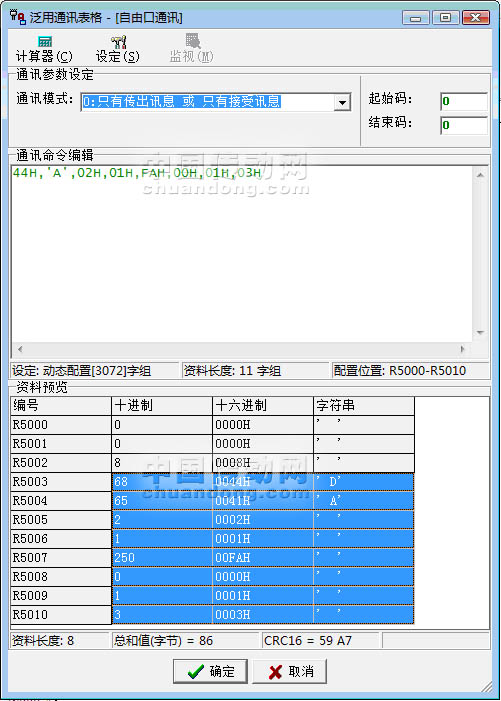 泛用通讯表格 - [自由口通讯]
计算器(C) 设定(S) 监视(M)
通讯参数设定
通讯模式: 0:只有传出讯息 或 只有接受讯息
起始码: 0
结束码: 0
通讯命令编辑
44H,'A',02H,01H,FAH,00H,01H,03H
中国传动网
chuandong.com
设定: 动态配置[3072]字组 资料长度: 11 字组 配置位置: R5000-R5010
资料预览
编号 十进制 十六进制 字符串
R5000 0 0000H ' '
R5001 0 0000H ' '
R5002 8 0008H ' '
R5003 68 0044H ' D'
R5004 65 0041H ' A'
R5005 2 0002H ' '
R5006 1 0001H ' '
R5007 250 00FAH ' '
R5008 0 0000H ' '
R5009 1 0001H ' '
R5010 3 0003H ' '
中国传动网
chuandong.com
资料长度: 8 总和值(字节) = 86 CRC16 = 59 A7
确定 取消